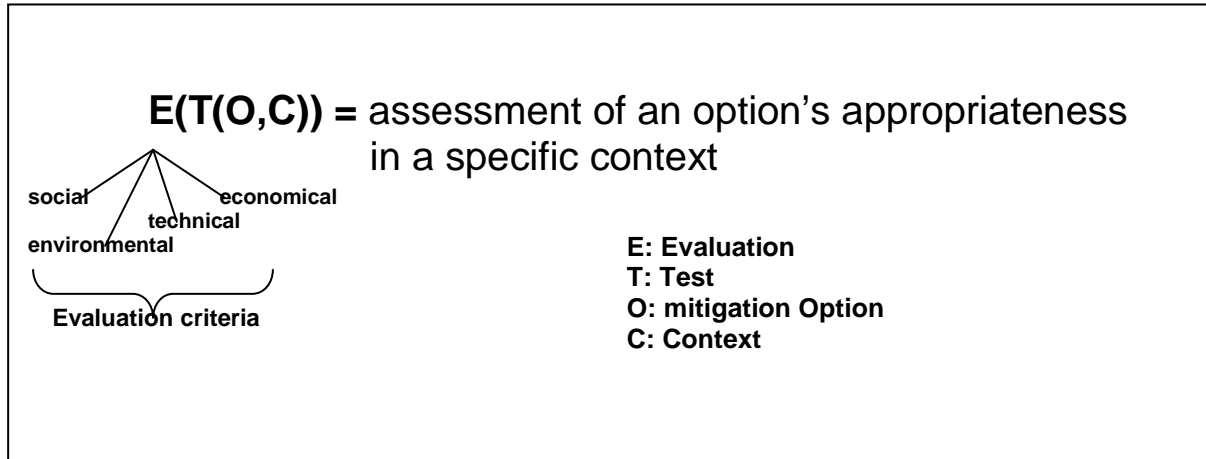 E(T(O,C)) = assessment of an option's appropriateness
in a specific context
social
economical
technical
environmental
Evaluation criteria
E: Evaluation
T: Test
O: mitigation Option
C: Context